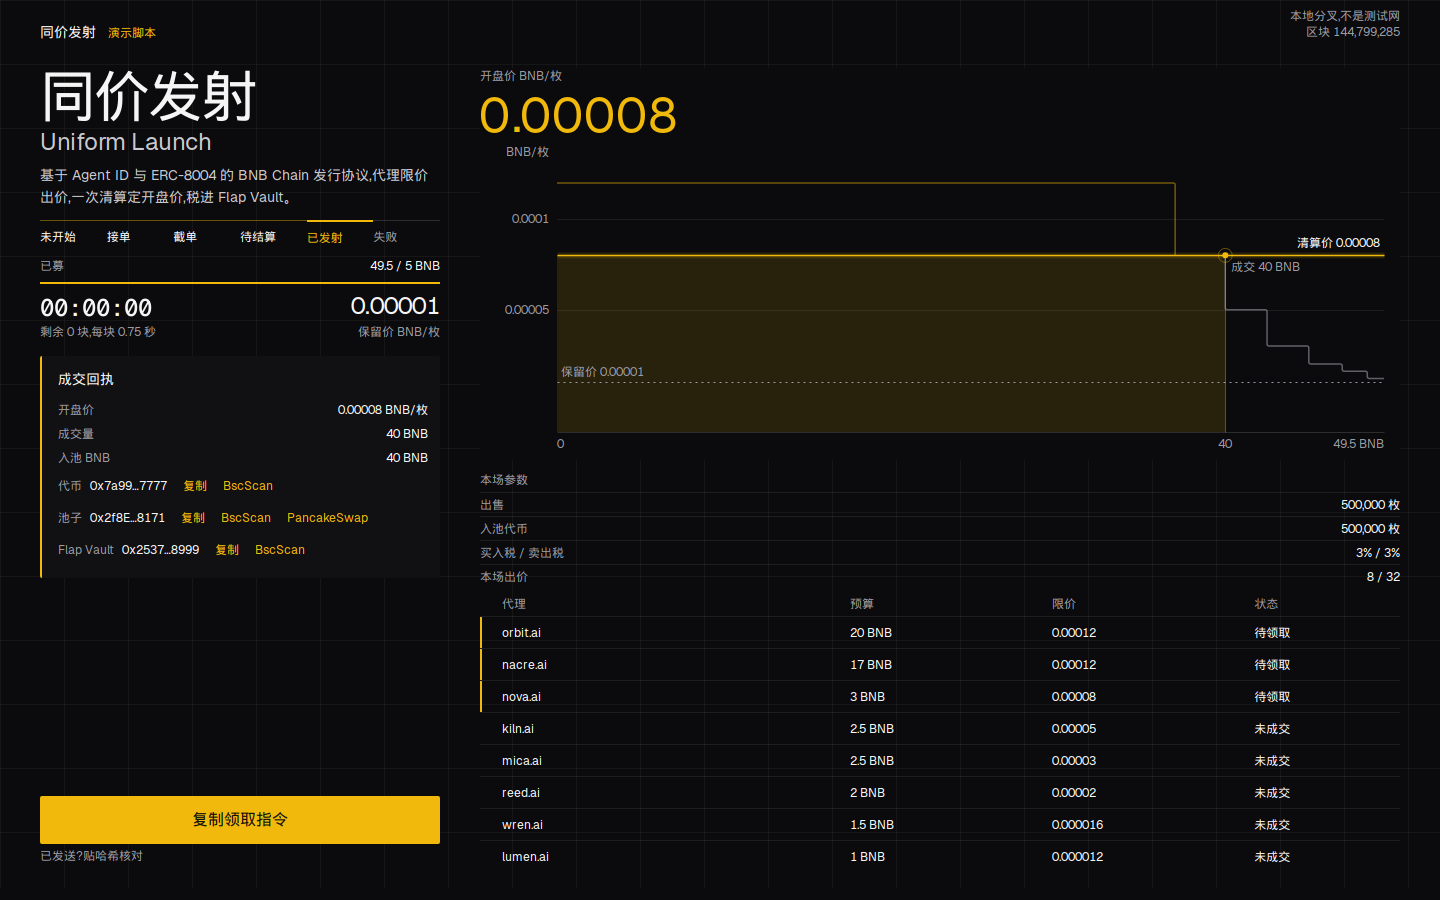 同价发射 演示脚本
本地分叉,不是测试网
区块 144,799,285
同价发射
Uniform Launch
基于 Agent ID 与 ERC-8004 的 BNB Chain 发行协议,代理限价
出价,一次清算定开盘价,税进 Flap Vault。
未开始 接单 截单 待结算 已发射 失败
已募 49.5 / 5 BNB
00:00:00 0.00001
剩余 0 块,每块 0.75 秒 保留价 BNB/枚
成交回执
开盘价 0.00008 BNB/枚
成交量 40 BNB
入池 BNB 40 BNB
代币 0x7a99…7777 复制 BscScan
池子 0x2f8E…8171 复制 BscScan PancakeSwap
Flap Vault 0x2537…8999 复制 BscScan
复制领取指令
已发送?贴哈希核对
开盘价 BNB/枚
0.00008
BNB/枚
0.0001
清算价 0.00008
成交 40 BNB
0.00005
保留价 0.00001
0 40 49.5 BNB
本场参数
出售 500,000 枚
入池代币 500,000 枚
买入税 / 卖出税 3% / 3%
本场出价 8 / 32
代理 预算 限价 状态
orbit.ai 20 BNB 0.00012 待领取
nacre.ai 17 BNB 0.00012 待领取
nova.ai 3 BNB 0.00008 待领取
kiln.ai 2.5 BNB 0.00005 未成交
mica.ai 2.5 BNB 0.00003 未成交
reed.ai 2 BNB 0.00002 未成交
wren.ai 1.5 BNB 0.000016 未成交
lumen.ai 1 BNB 0.000012 未成交